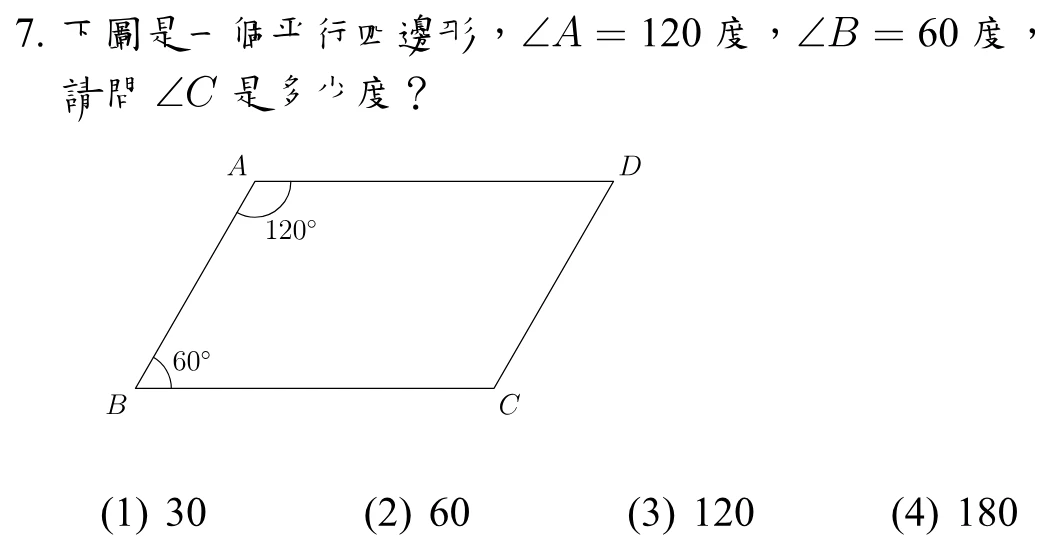 7. 下圖是一個平行四邊形，∠A = 120 度，∠B = 60 度，
請問 ∠C 是多少度？
A
D
120°
60°
B
C
(1) 30 (2) 60 (3) 120 (4) 180